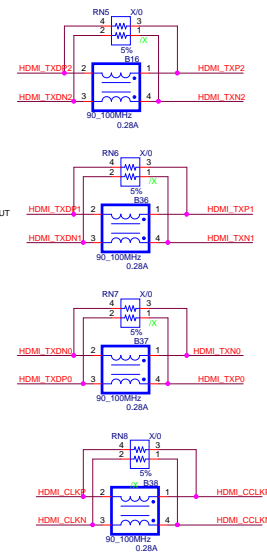 RN5 X/0
4 3
2 1
/X
5%
B16
HDMI_TXDP2 2 1 HDMI_TXP2
HDMI_TXDN2 3 4 HDMI_TXN2
90_100MHz
0.28A
RN6 X/0
4 3
2 1
/X
5%
B36
UT
HDMI_TXDP1 2 1 HDMI_TXP1
HDMI_TXDN1 3 4 HDMI_TXN1
90_100MHz
0.28A
RN7 X/0
4 3
2 1
/X
5%
B37
HDMI_TXDN0 2 1 HDMI_TXN0
HDMI_TXDP0 3 4 HDMI_TXP0
90_100MHz
0.28A
RN8 X/0
4 3
2 1
5%
/X B38
HDMI_CLKP 2 1 HDMI_CCLKP
HDMI_CLKN 3 4 HDMI_CCLKN
90_100MHz
0.28A